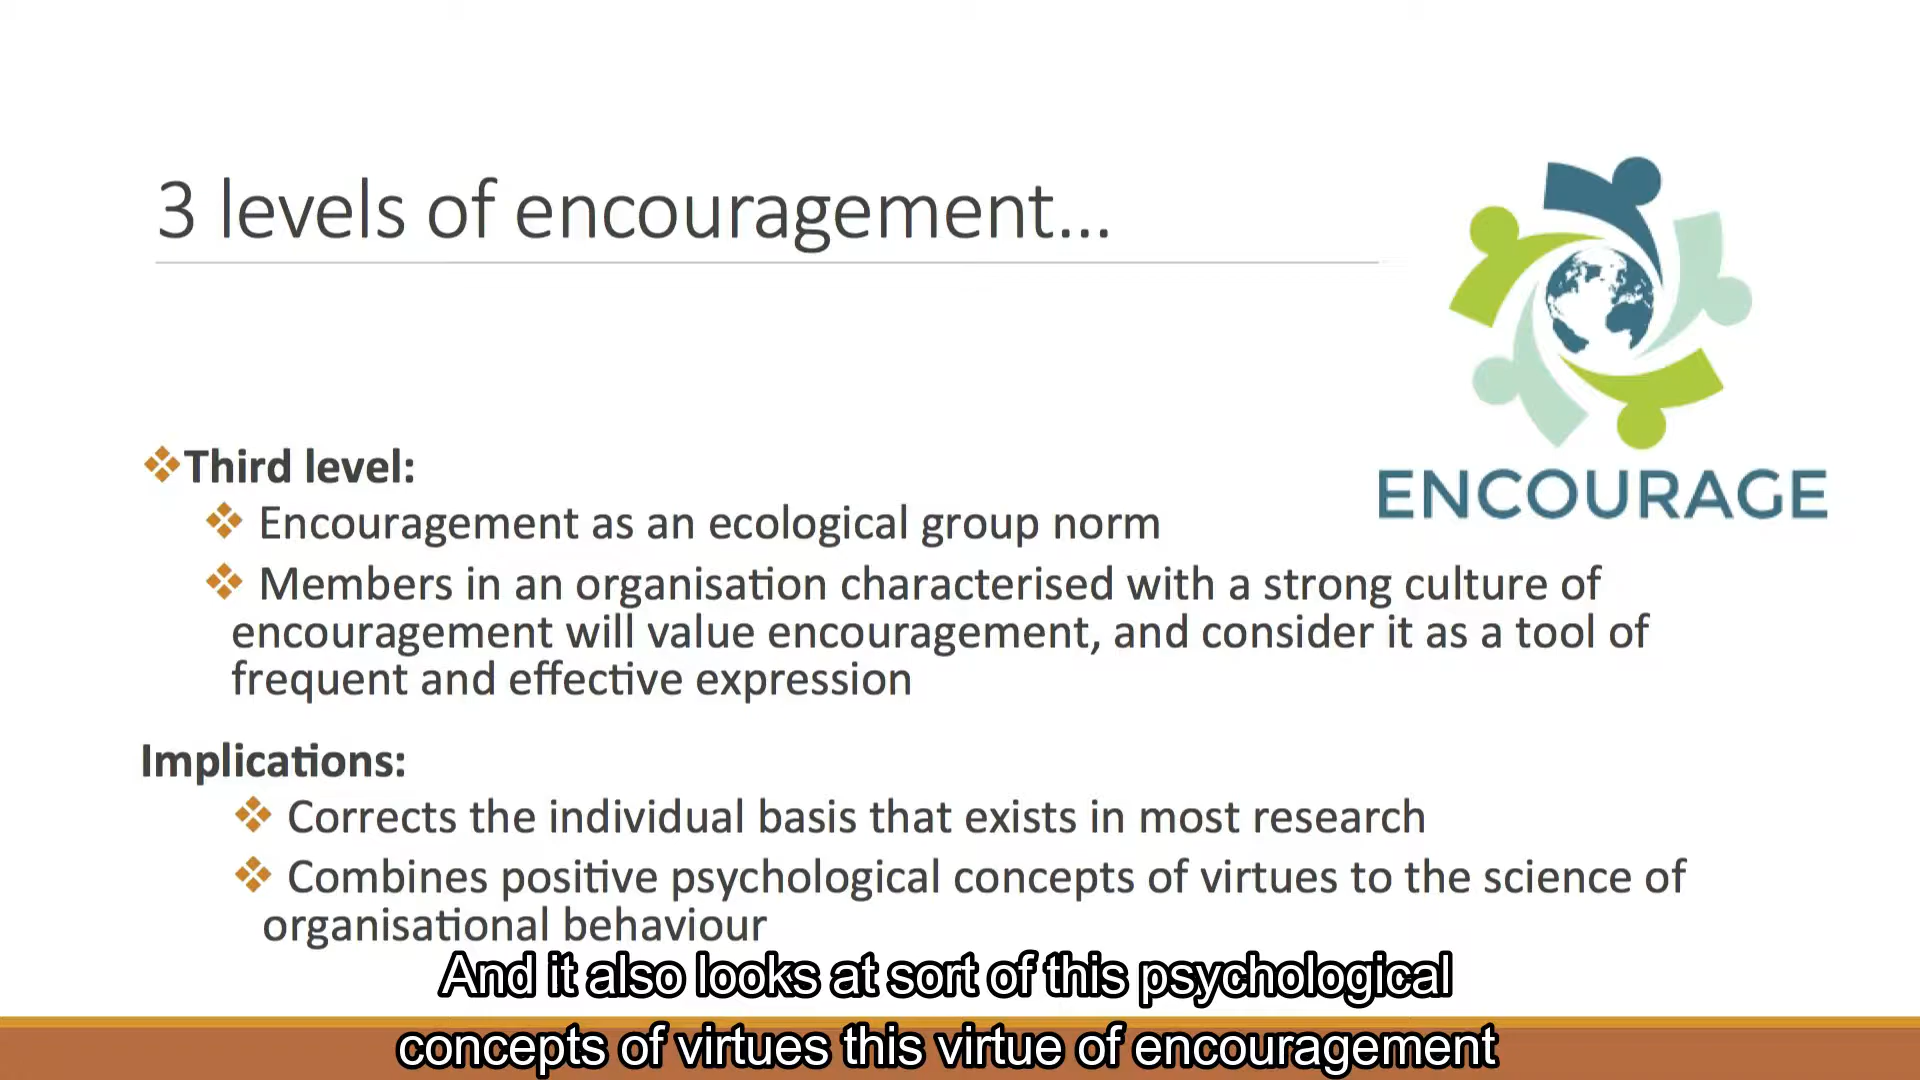 3 levels of encouragement...
ENCOURAGE
Third level:
Encouragement as an ecological group norm
Members in an organisation characterised with a strong culture of
encouragement will value encouragement, and consider it as a tool of
frequent and effective expression
Implications:
Corrects the individual basis that exists in most research
Combines positive psychological concepts of virtues to the science of
organisational behaviour
And it also looks at sort of this psychological
concepts of virtues this virtue of encouragement